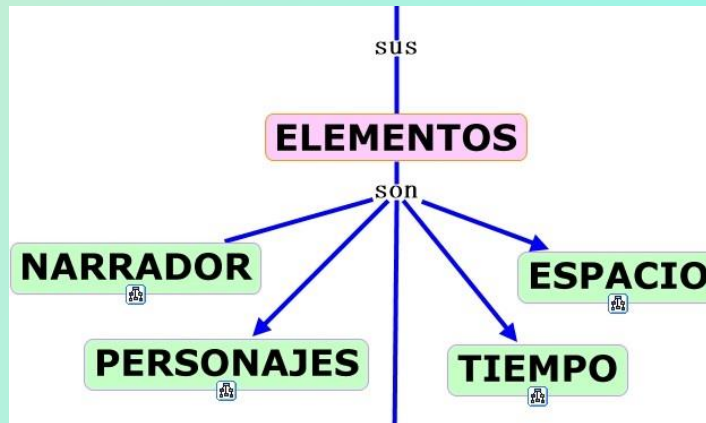 sus
ELEMENTOS
son
NARRADOR
ESPACIO
PERSONAJES
TIEMPO